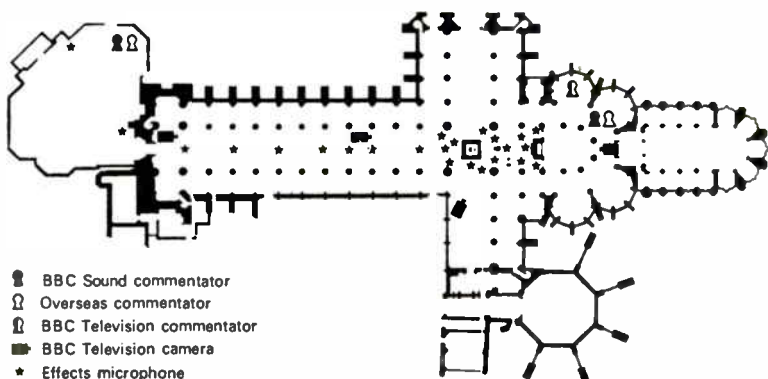 BBC Sound commentator
Overseas commentator
BBC Television commentator
BBC Television camera
Effects microphone